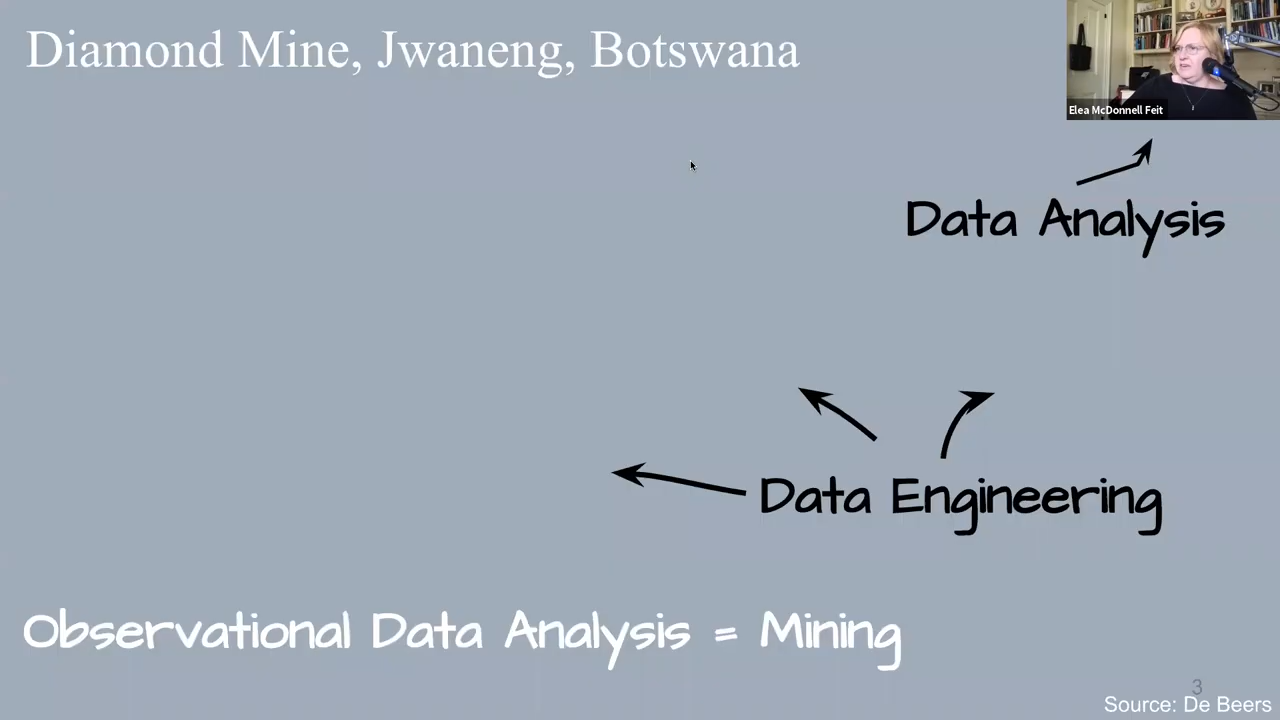 Diamond Mine, Jwaneng, Botswana
Elea McDonnell Feit
Data Analysis
Data Engineering
Observational Data Analysis = Mining
3
Source: De Beers